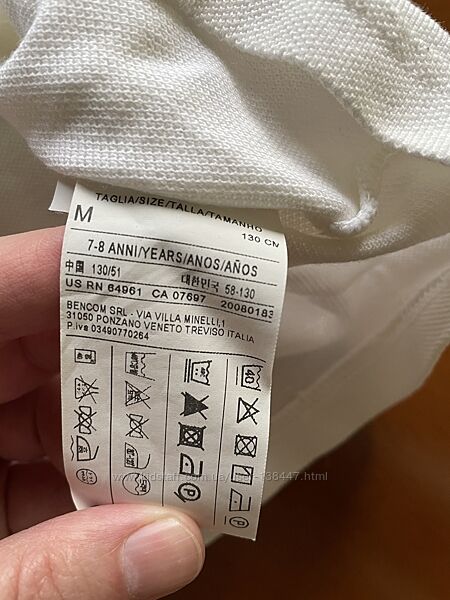 TAGLIA/SIZE/TALLA/TAMANHO
M
130 CM
7-8 ANNI/YEARS/ANOS/AÑOS
中国 130/51 대한민국 58-130
US RN 64961 CA 07697 20080183
BENCOM SRL - VIA VILLA MINELLI,1
31050 PONZANO VENETO TREVISO ITALIA
P.iva 03490770264
40
P
P